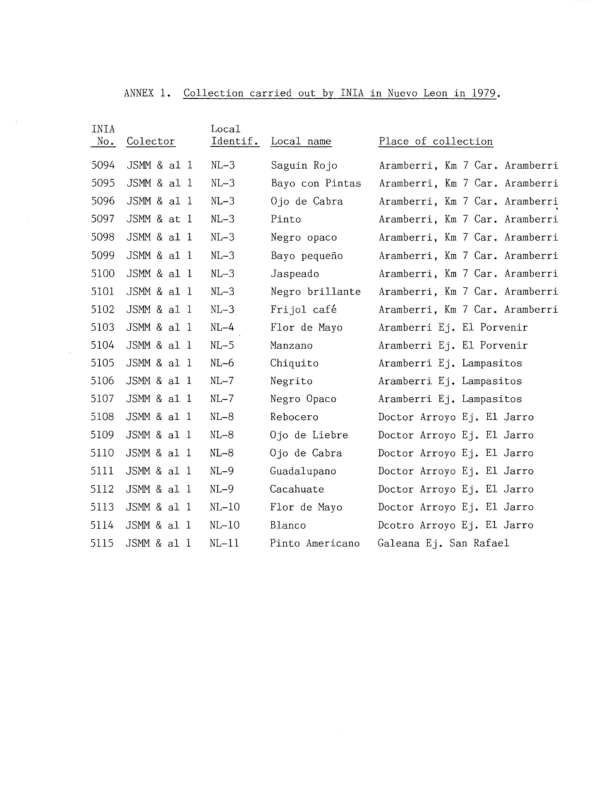 ANNEX 1. Collection carried out by INIA in Nuevo Leon in 1979.
INIA Local
No. Colector Identif. Local name Place of collection
5094 JSMM & al 1 NL-3 Saguin Rojo Aramberri, Km 7 Car. Aramberri
5095 JSMM & al 1 NL-3 Bayo con Pintas Aramberri, Km 7 Car. Aramberri
5096 JSMM & al 1 NL-3 Ojo de Cabra Aramberri, Km 7 Car. Aramberri
5097 JSMM & at 1 NL-3 Pinto Aramberri, Km 7 Car. Aramberri
5098 JSMM & al 1 NL-3 Negro opaco Aramberri, Km 7 Car. Aramberri
5099 JSMM & al 1 NL-3 Bayo pequeño Aramberri, Km 7 Car. Aramberri
5100 JSMM & al 1 NL-3 Jaspeado Aramberri, Km 7 Car. Aramberri
5101 JSMM & al 1 NL-3 Negro brillante Aramberri, Km 7 Car. Aramberri
5102 JSMM & al 1 NL-3 Frijol café Aramberri, Km 7 Car. Aramberri
5103 JSMM & al 1 NL-4 Flor de Mayo Aramberri Ej. El Porvenir
5104 JSMM & al 1 NL-5 Manzano Aramberri Ej. El Porvenir
5105 JSMM & al 1 NL-6 Chiquito Aramberri Ej. Lampasitos
5106 JSMM & al 1 NL-7 Negrito Aramberri Ej. Lampasitos
5107 JSMM & al 1 NL-7 Negro Opaco Aramberri Ej. Lampasitos
5108 JSMM & al 1 NL-8 Rebocero Doctor Arroyo Ej. El Jarro
5109 JSMM & al 1 NL-8 Ojo de Liebre Doctor Arroyo Ej. El Jarro
5110 JSMM & al 1 NL-8 Ojo de Cabra Doctor Arroyo Ej. El Jarro
5111 JSMM & al 1 NL-9 Guadalupano Doctor Arroyo Ej. El Jarro
5112 JSMM & al 1 NL-9 Cacahuate Doctor Arroyo Ej. El Jarro
5113 JSMM & al 1 NL-10 Flor de Mayo Doctor Arroyo Ej. El Jarro
5114 JSMM & al 1 NL-10 Blanco Dcotro Arroyo Ej. El Jarro
5115 JSMM & al 1 NL-11 Pinto Americano Galeana Ej. San Rafael